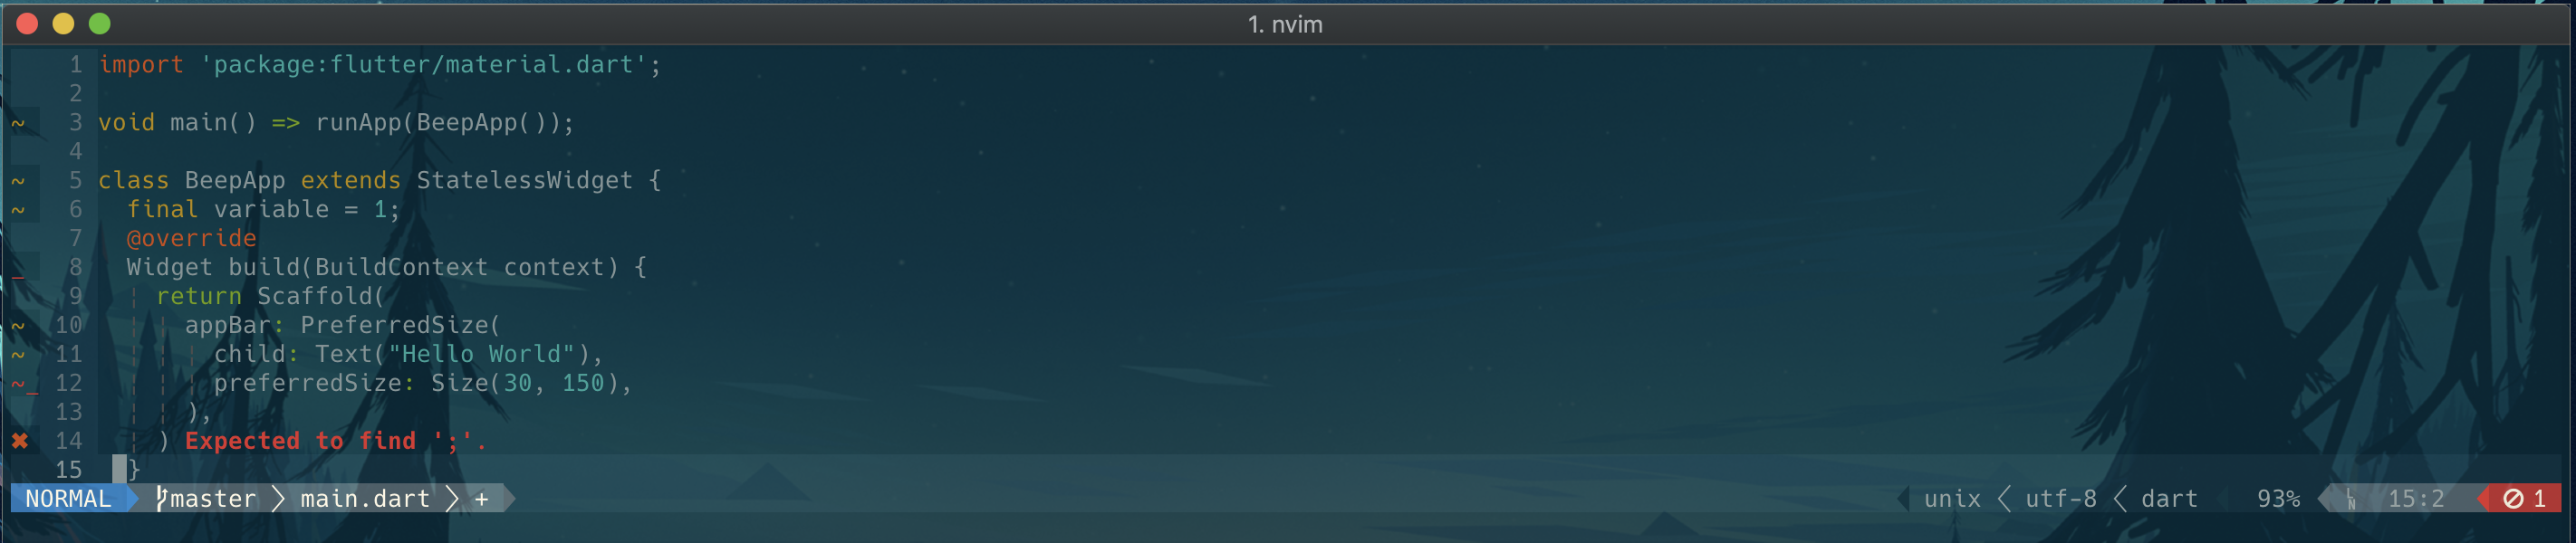 1. nvim
1 import 'package:flutter/material.dart';
2
~ 3 void main() => runApp(BeepApp());
4
~ 5 class BeepApp extends StatelessWidget {
~ 6 final variable = 1;
7 @override
_ 8 Widget build(BuildContext context) {
9 return Scaffold(
~ 10 appBar: PreferredSize(
~ 11 child: Text("Hello World"),
~_ 12 preferredSize: Size(30, 150),
13 ),
✖ 14 ) Expected to find ';'.
15 }
NORMAL master main.dart + unix utf-8 dart 93% LN 15:2 1